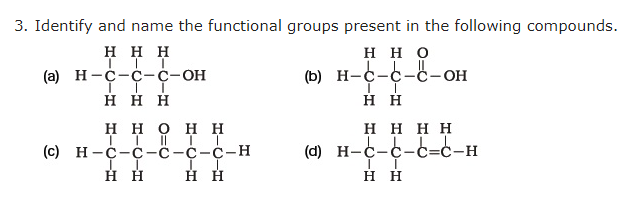 3. Identify and name the functional groups present in the following compounds.
H H H
(a) H-C-C-C-OH
H H H
H H O
(b) H-C-C-C-OH
H H
H H O H H
(c) H-C-C-C-C-C-H
H H H H
H H H H
(d) H-C-C-C=C-H
H H